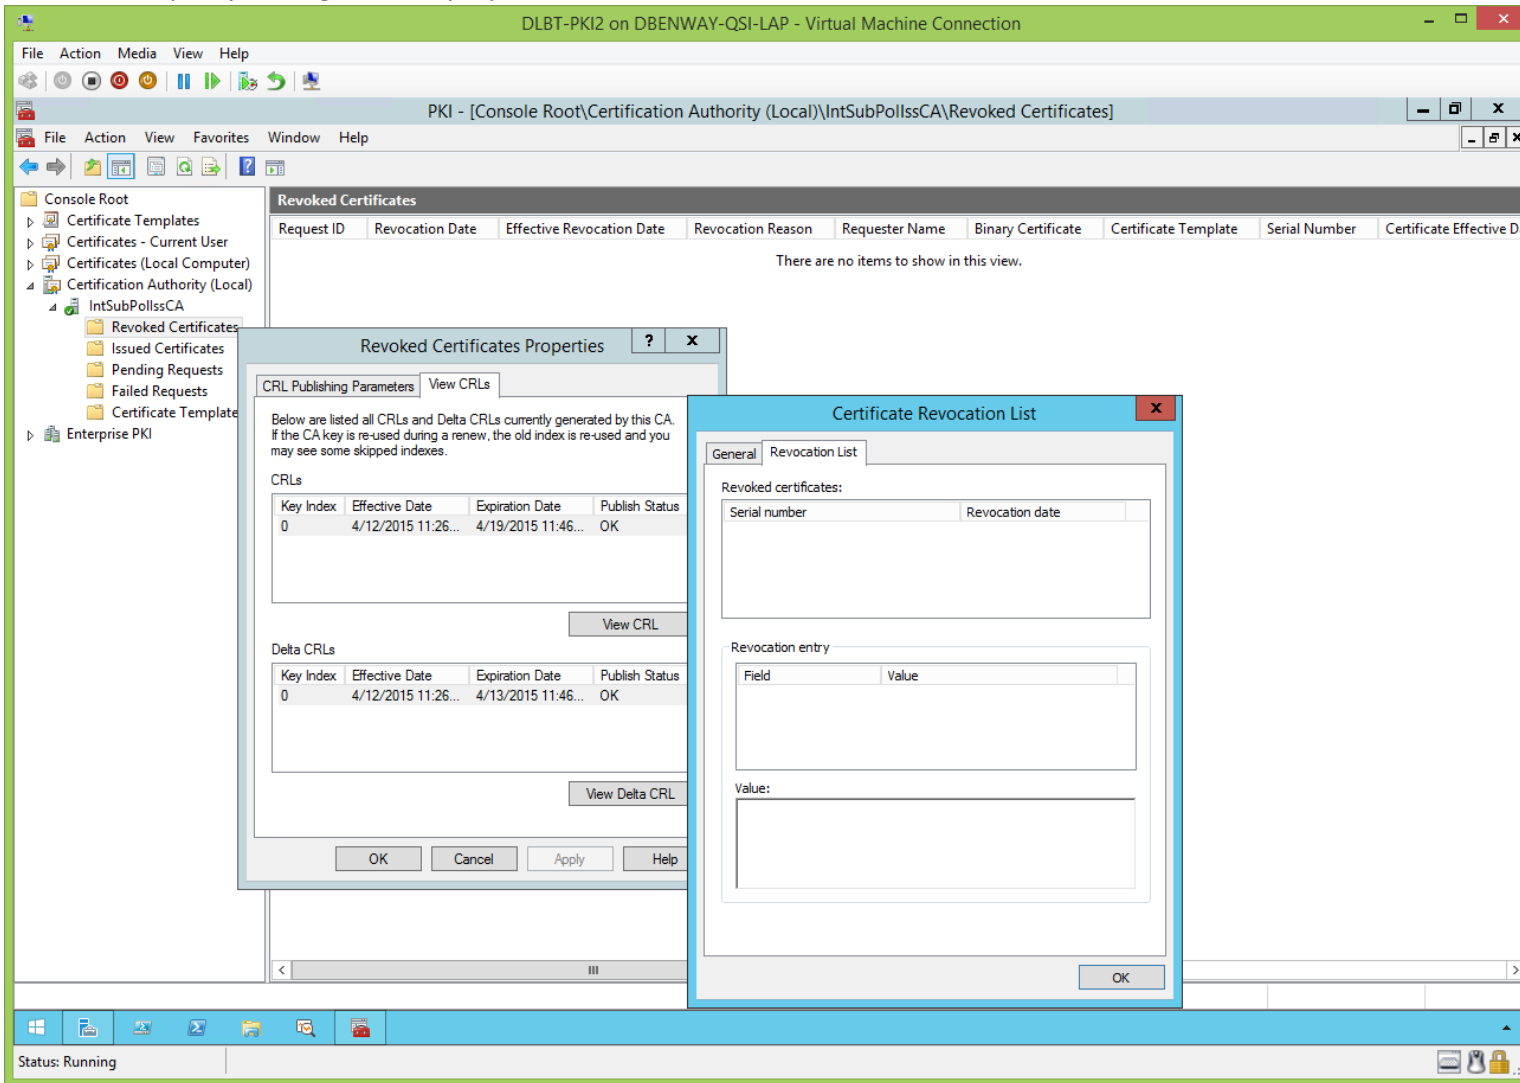 DLBT-PKI2 on DBENWAY-QSI-LAP - Virtual Machine Connection
File Action Media View Help
PKI - [Console Root\Certification Authority (Local)\IntSubPolIssCA\Revoked Certificates]
File Action View Favorites Window Help
Console Root
Certificate Templates
Certificates - Current User
Certificates (Local Computer)
Certification Authority (Local)
IntSubPolIssCA
Revoked Certificates
Issued Certificates
Pending Requests
Failed Requests
Certificate Template
Enterprise PKI
Revoked Certificates
Request ID Revocation Date Effective Revocation Date Revocation Reason Requester Name Binary Certificate Certificate Template Serial Number Certificate Effective D
There are no items to show in this view.
Revoked Certificates Properties
CRL Publishing Parameters View CRLs
Below are listed all CRLs and Delta CRLs currently generated by this CA.
If the CA key is re-used during a renew, the old index is re-used and you
may see some skipped indexes.
CRLs
Key Index Effective Date Expiration Date Publish Status
0 4/12/2015 11:26... 4/19/2015 11:46... OK
View CRL
Delta CRLs
Key Index Effective Date Expiration Date Publish Status
0 4/12/2015 11:26... 4/13/2015 11:46... OK
View Delta CRL
OK Cancel Apply Help
Certificate Revocation List
General Revocation List
Revoked certificates:
Serial number Revocation date
Revocation entry
Field Value
Value:
OK
Status: Running